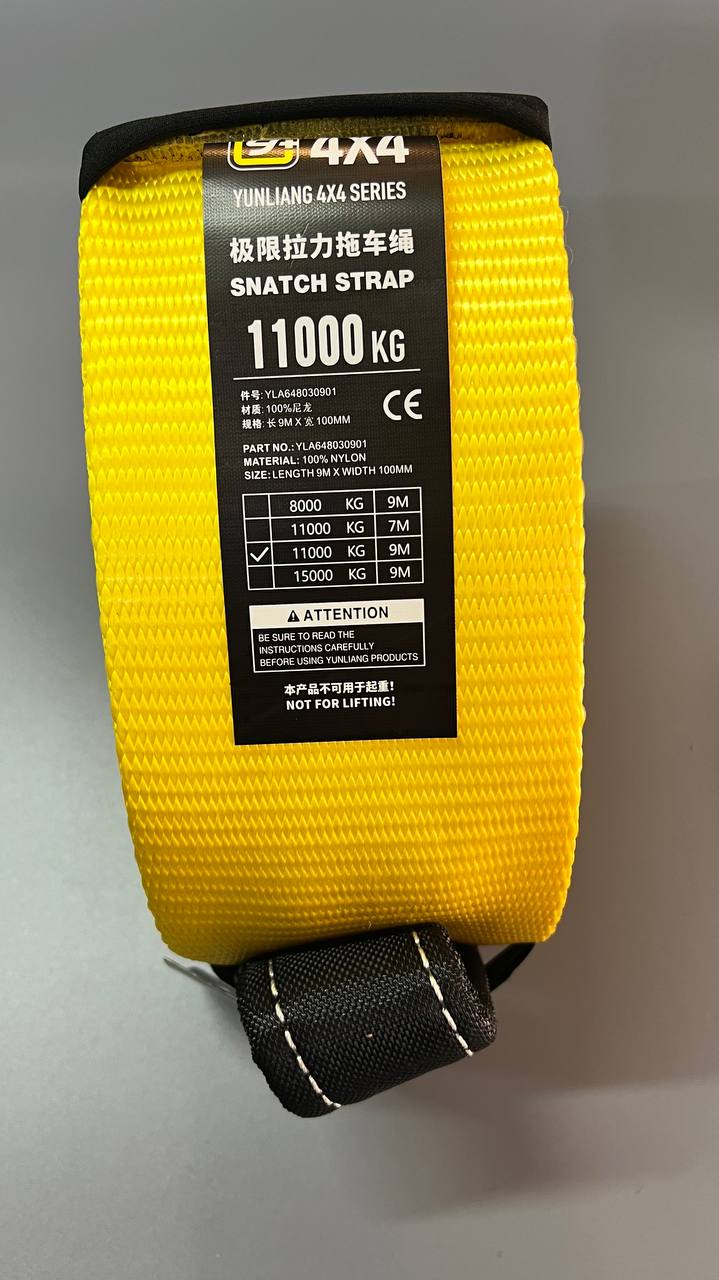 9+ 4X4
YUNLIANG 4X4 SERIES
极限拉力拖车绳
SNATCH STRAP
11000 KG
件号: YLA648030901
材质: 100%尼龙
规格: 长 9M X 宽 100MM
CE
PART NO.: YLA648030901
MATERIAL: 100% NYLON
SIZE: LENGTH 9M X WIDTH 100MM
8000 KG 9M
11000 KG 7M
✓ 11000 KG 9M
15000 KG 9M
⚠ ATTENTION
BE SURE TO READ THE
INSTRUCTIONS CAREFULLY
BEFORE USING YUNLIANG PRODUCTS
本产品不可用于起重!
NOT FOR LIFTING!